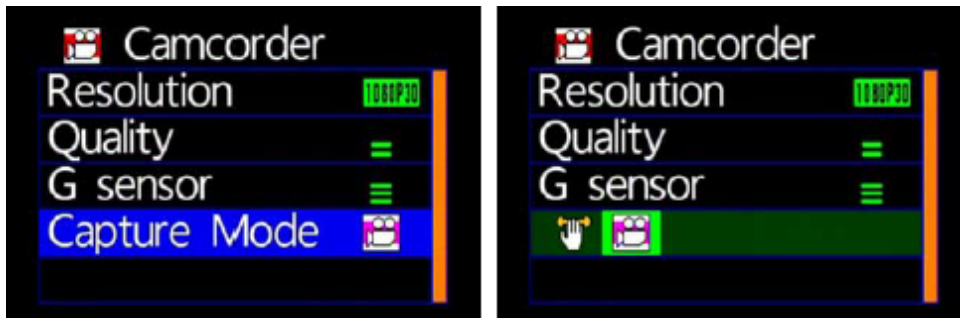 Camcorder
Resolution 1080P30
Quality
G sensor
Capture Mode
Camcorder
Resolution 1080P30
Quality
G sensor